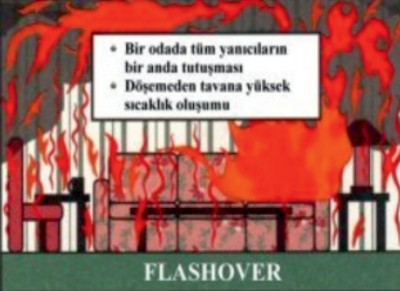 • Bir odada tüm yanıcıların
bir anda tutuşması
• Döşemeden tavana yüksek
sıcaklık oluşumu
FLASHOVER